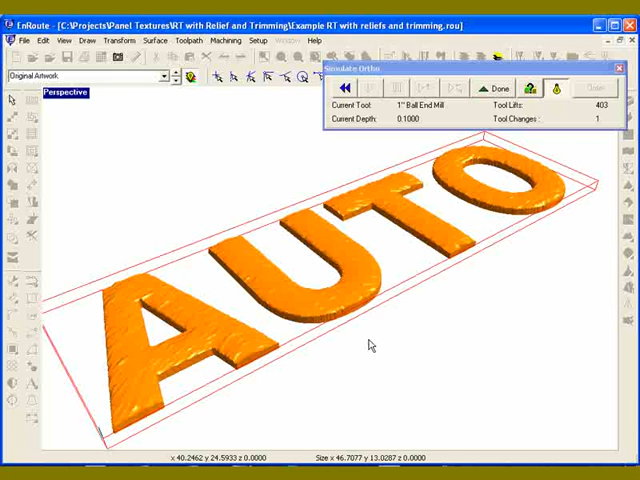 EnRoute - [C:\Projects\Panel Textures\RT with Relief and Trimming\Example RT with reliefs and trimming.rou]
File Edit View Draw Transform Surface Toolpath Machining Setup Window Help
Original Artwork
Perspective
Simulate Ortho
Done
Close
Current Tool: 1" Ball End Mill Tool Lifts: 403
Current Depth: 0.1000 Tool Changes : 1
AUTO
x 40.2462 y 24.5933 z 0.0000 Size x 46.7077 y 13.0287 z 0.0000